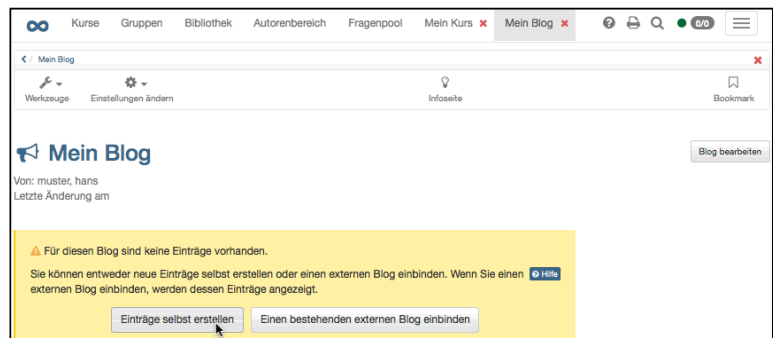 Kurse Gruppen Bibliothek Autorenbereich Fragenpool Mein Kurs Mein Blog 0/0
/ Mein Blog
Werkzeuge Einstellungen ändern Infoseite Bookmark
Mein Blog Blog bearbeiten
Von: muster, hans
Letzte Änderung am
Für diesen Blog sind keine Einträge vorhanden.
Sie können entweder neue Einträge selbst erstellen oder einen externen Blog einbinden. Wenn Sie einen Hilfe
externen Blog einbinden, werden dessen Einträge angezeigt.
Einträge selbst erstellen Einen bestehenden externen Blog einbinden